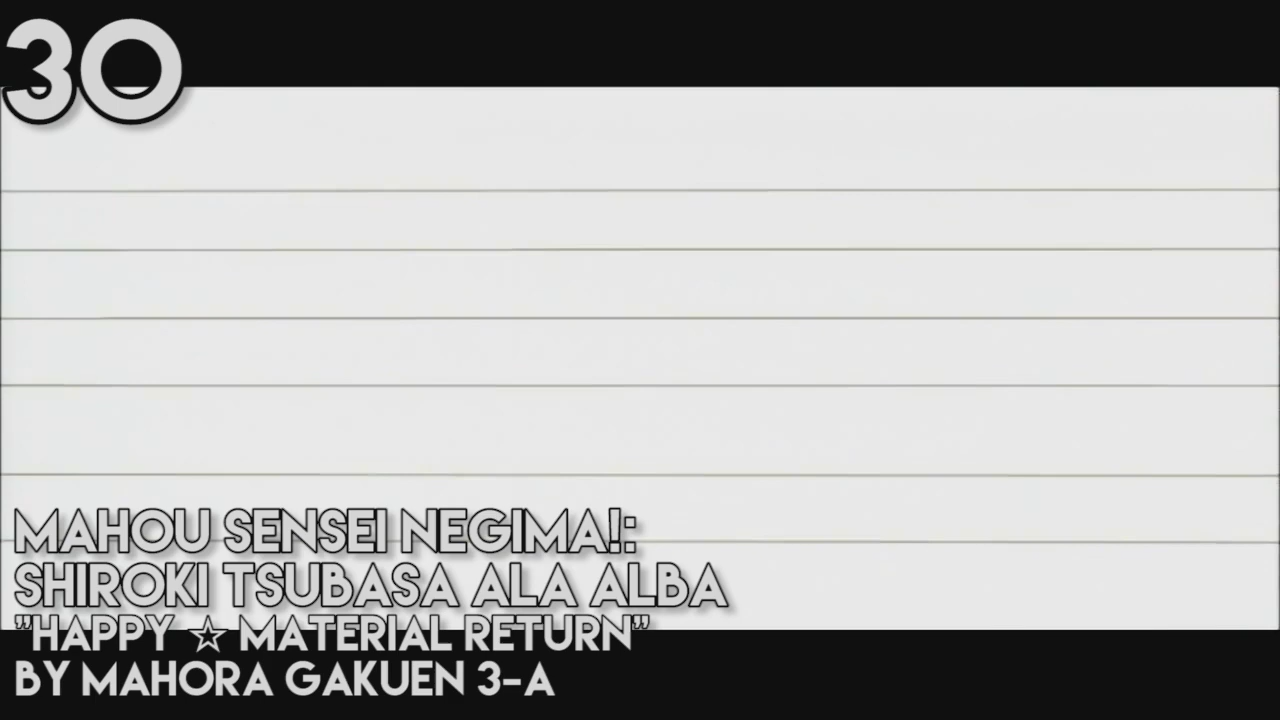 30
MAHOU SENSEI NEGIMA!:
SHIROKI TSUBASA ALA ALBA
"HAPPY ☆ MATERIAL RETURN"
BY MAHORA GAKUEN 3-A